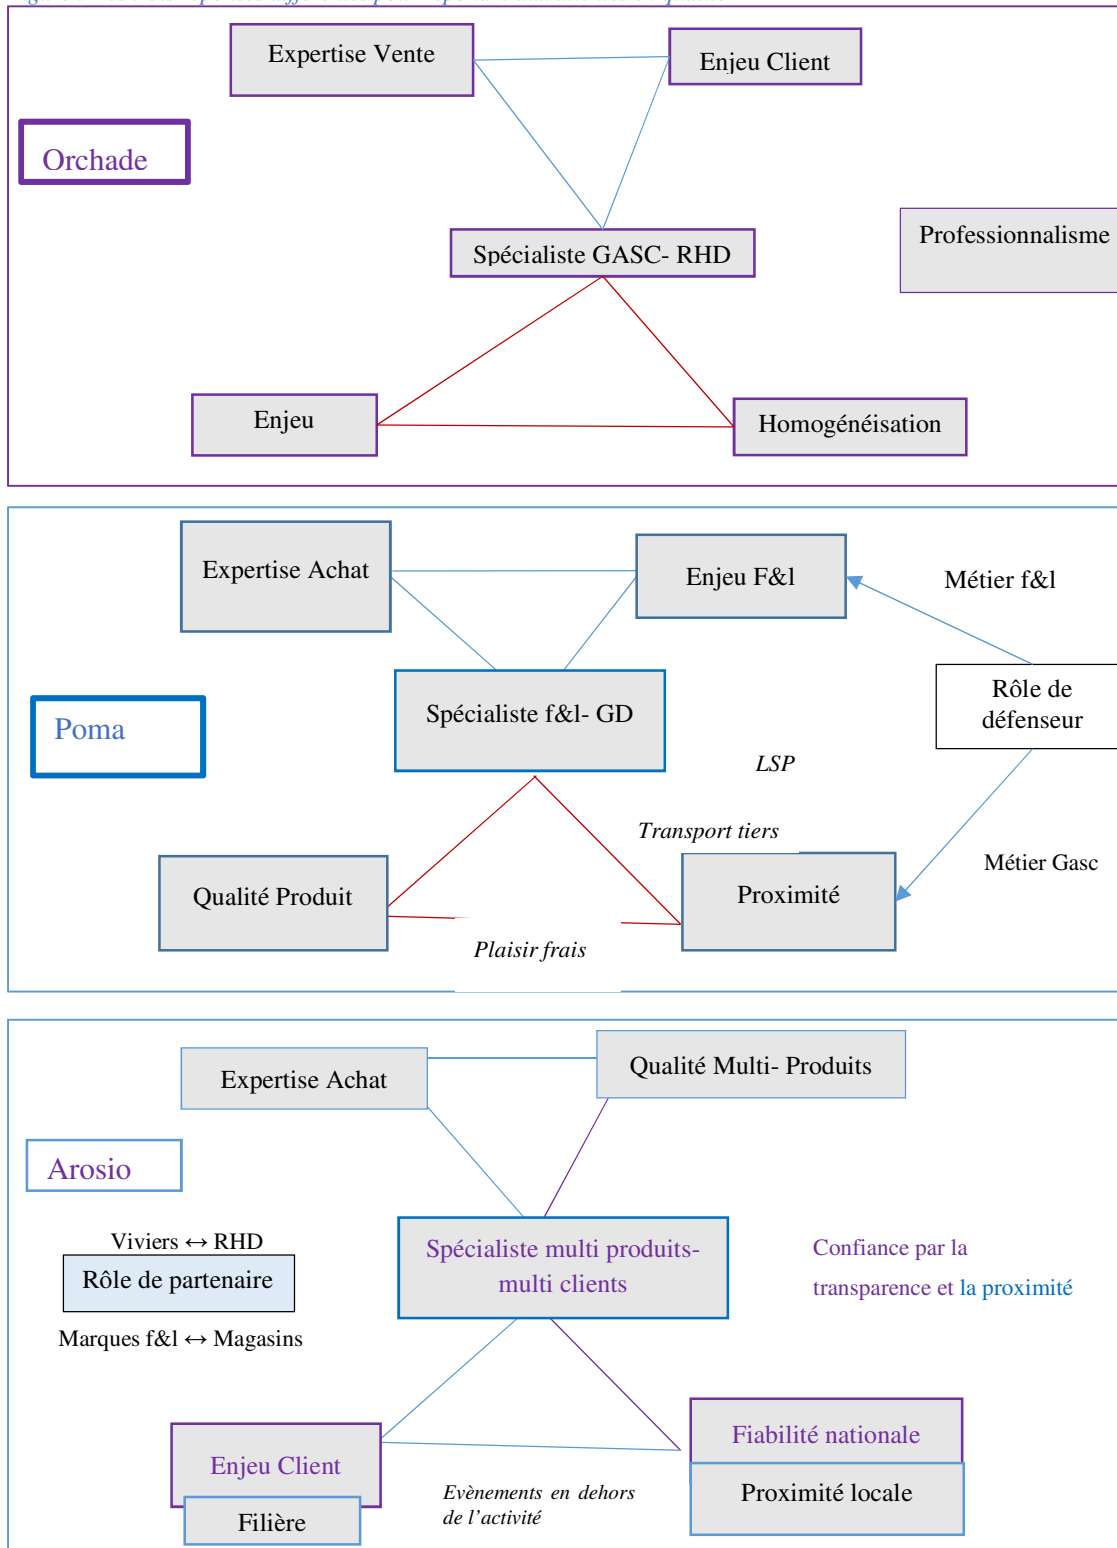 Expertise Vente
Enjeu Client
Orchade
Professionnalisme
Spécialiste GASC- RHD
Enjeu
Homogénéisation
Expertise Achat
Enjeu F&l
Métier f&l
Rôle de
défenseur
Spécialiste f&l- GD
Poma
LSP
Transport tiers
Métier Gasc
Qualité Produit
Proximité
Plaisir frais
Expertise Achat
Qualité Multi- Produits
Arosio
Viviers ↔ RHD
Rôle de partenaire
Marques f&l ↔ Magasins
Spécialiste multi produits-
multi clients
Confiance par la
transparence et la proximité
Enjeu Client
Filière
Fiabilité nationale
Proximité locale
Evènements en dehors
de l'activité